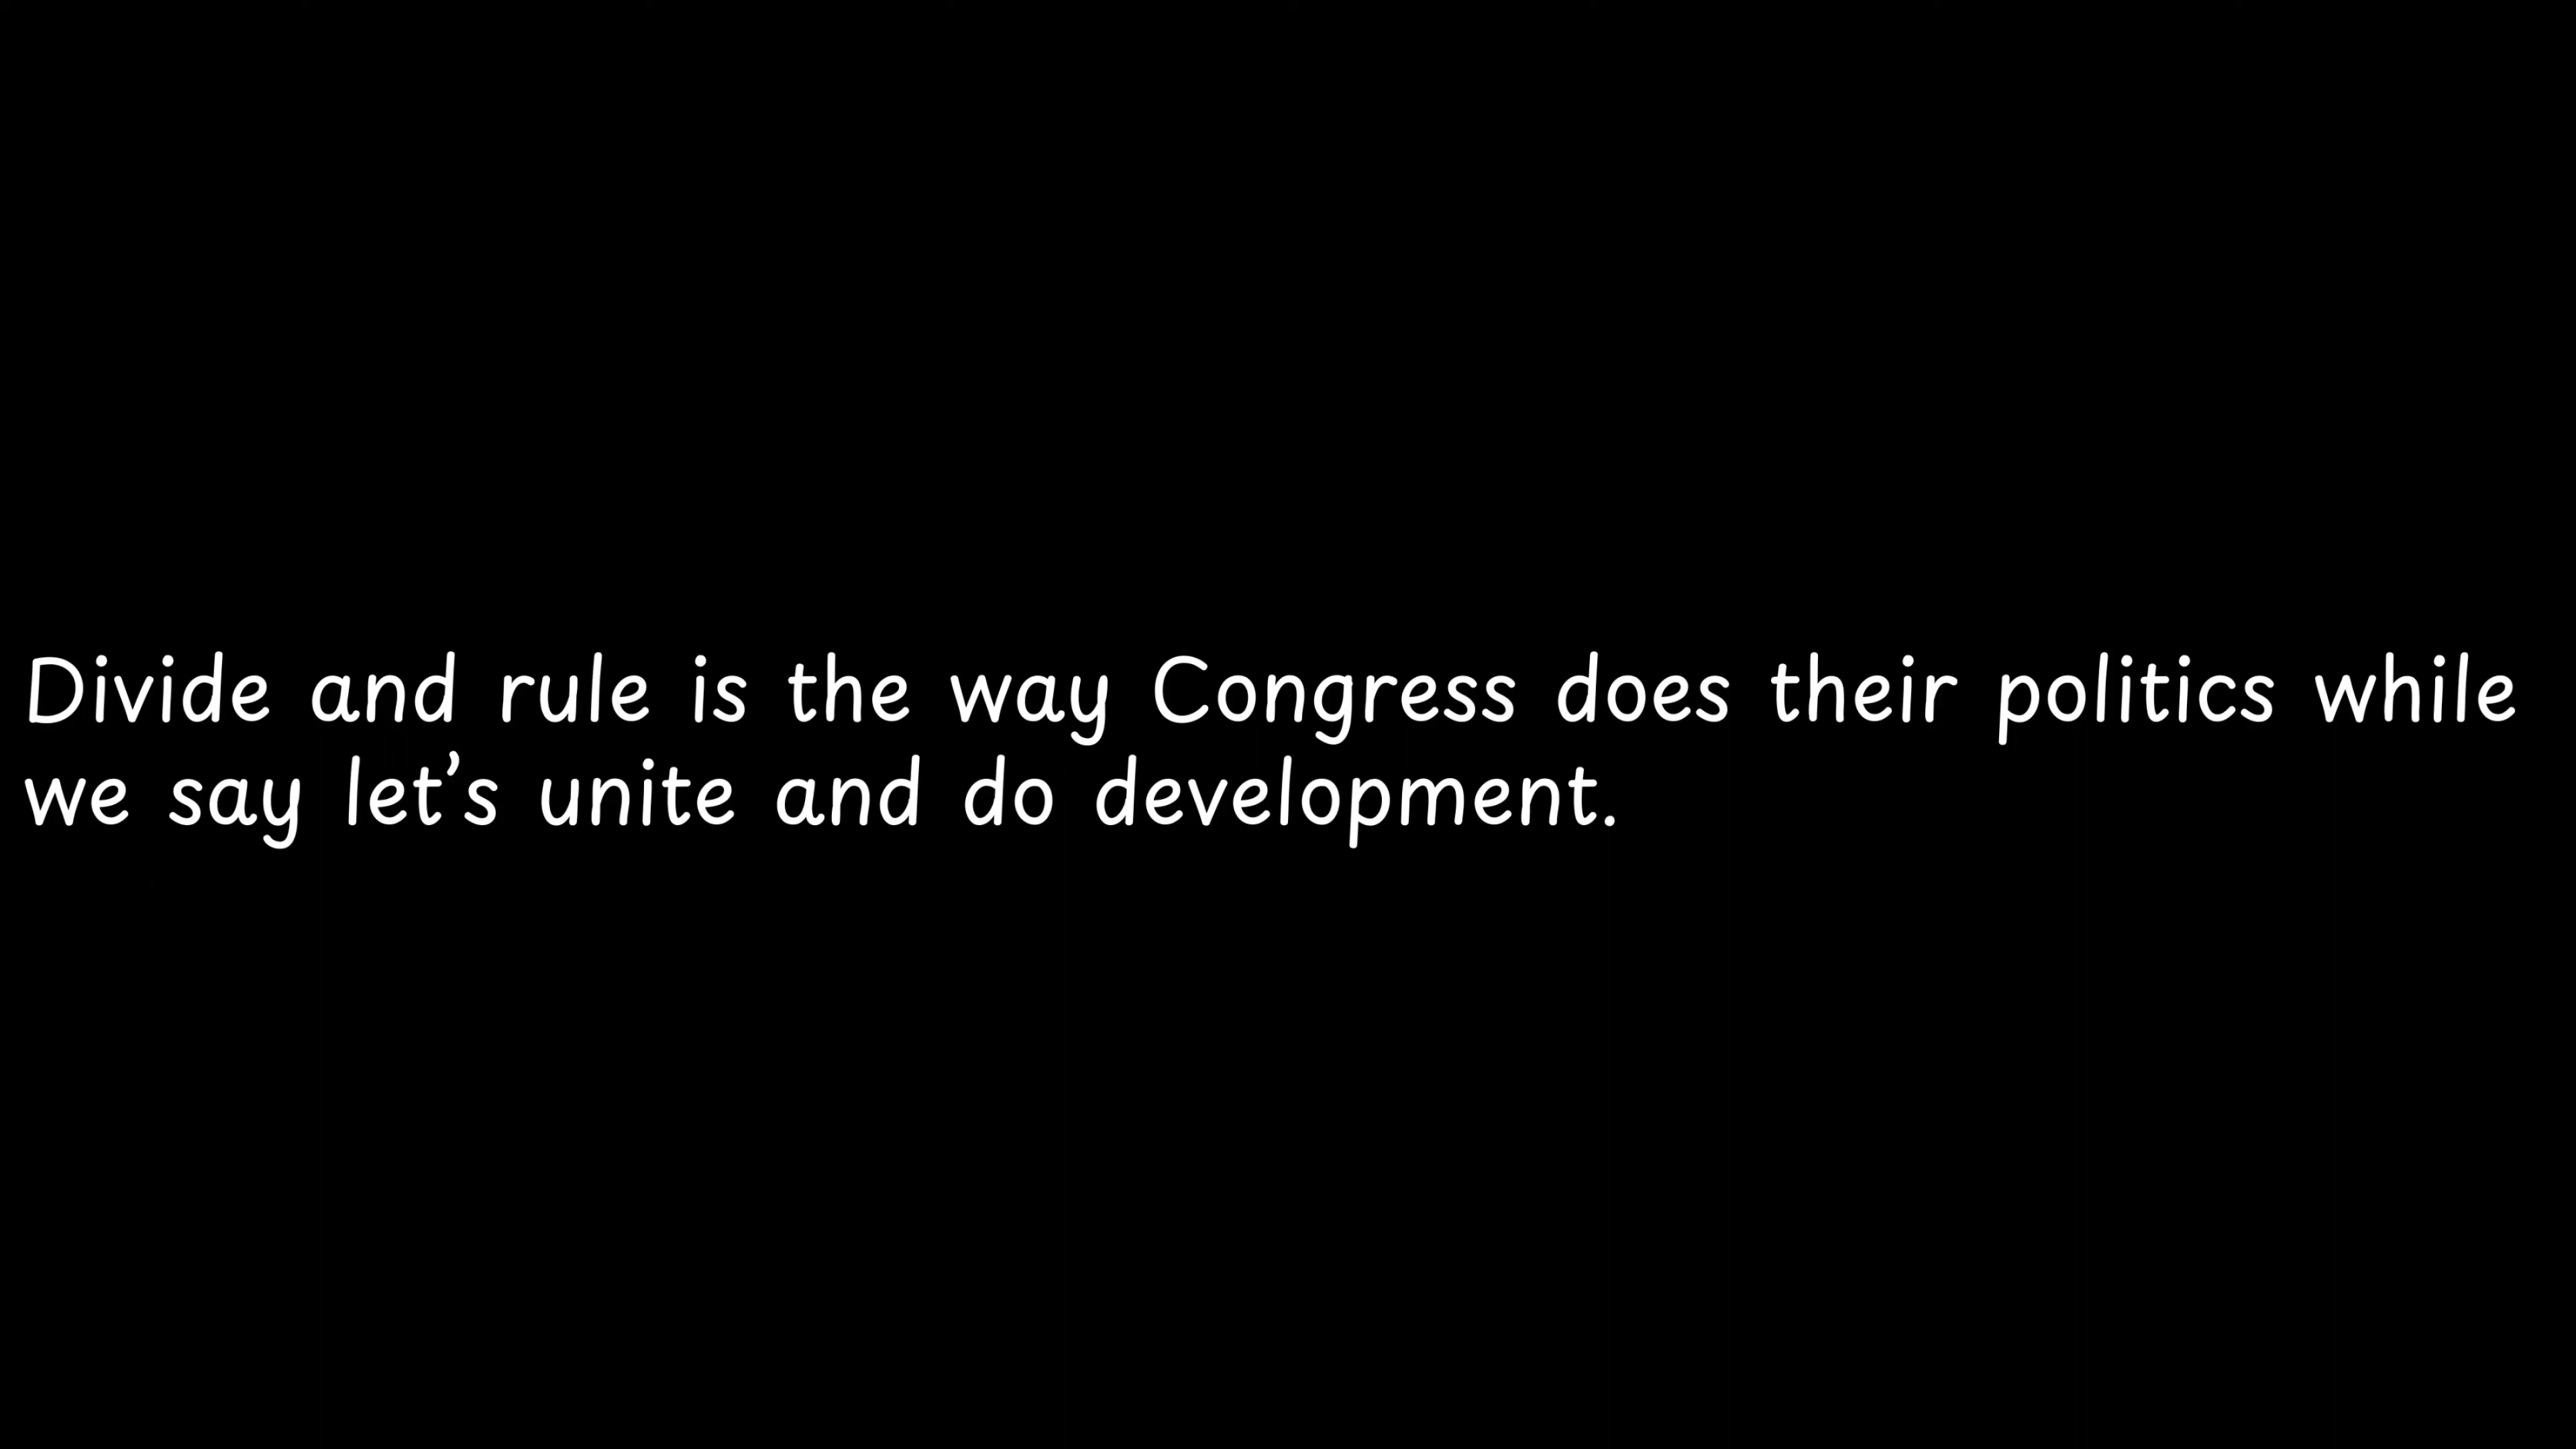 Divide and rule is the way Congress does their politics while
we say let's unite and do development.